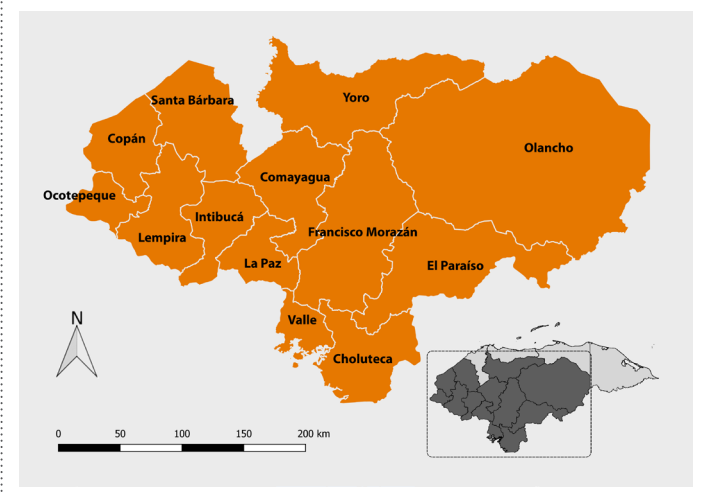 Santa Bárbara
Yoro
Copán
Olancho
Comayagua
Ocotepeque
Intibucá
Lempira
Francisco Morazán
La Paz
El Paraíso
Valle
N
Choluteca
0 50 100 150 200 km